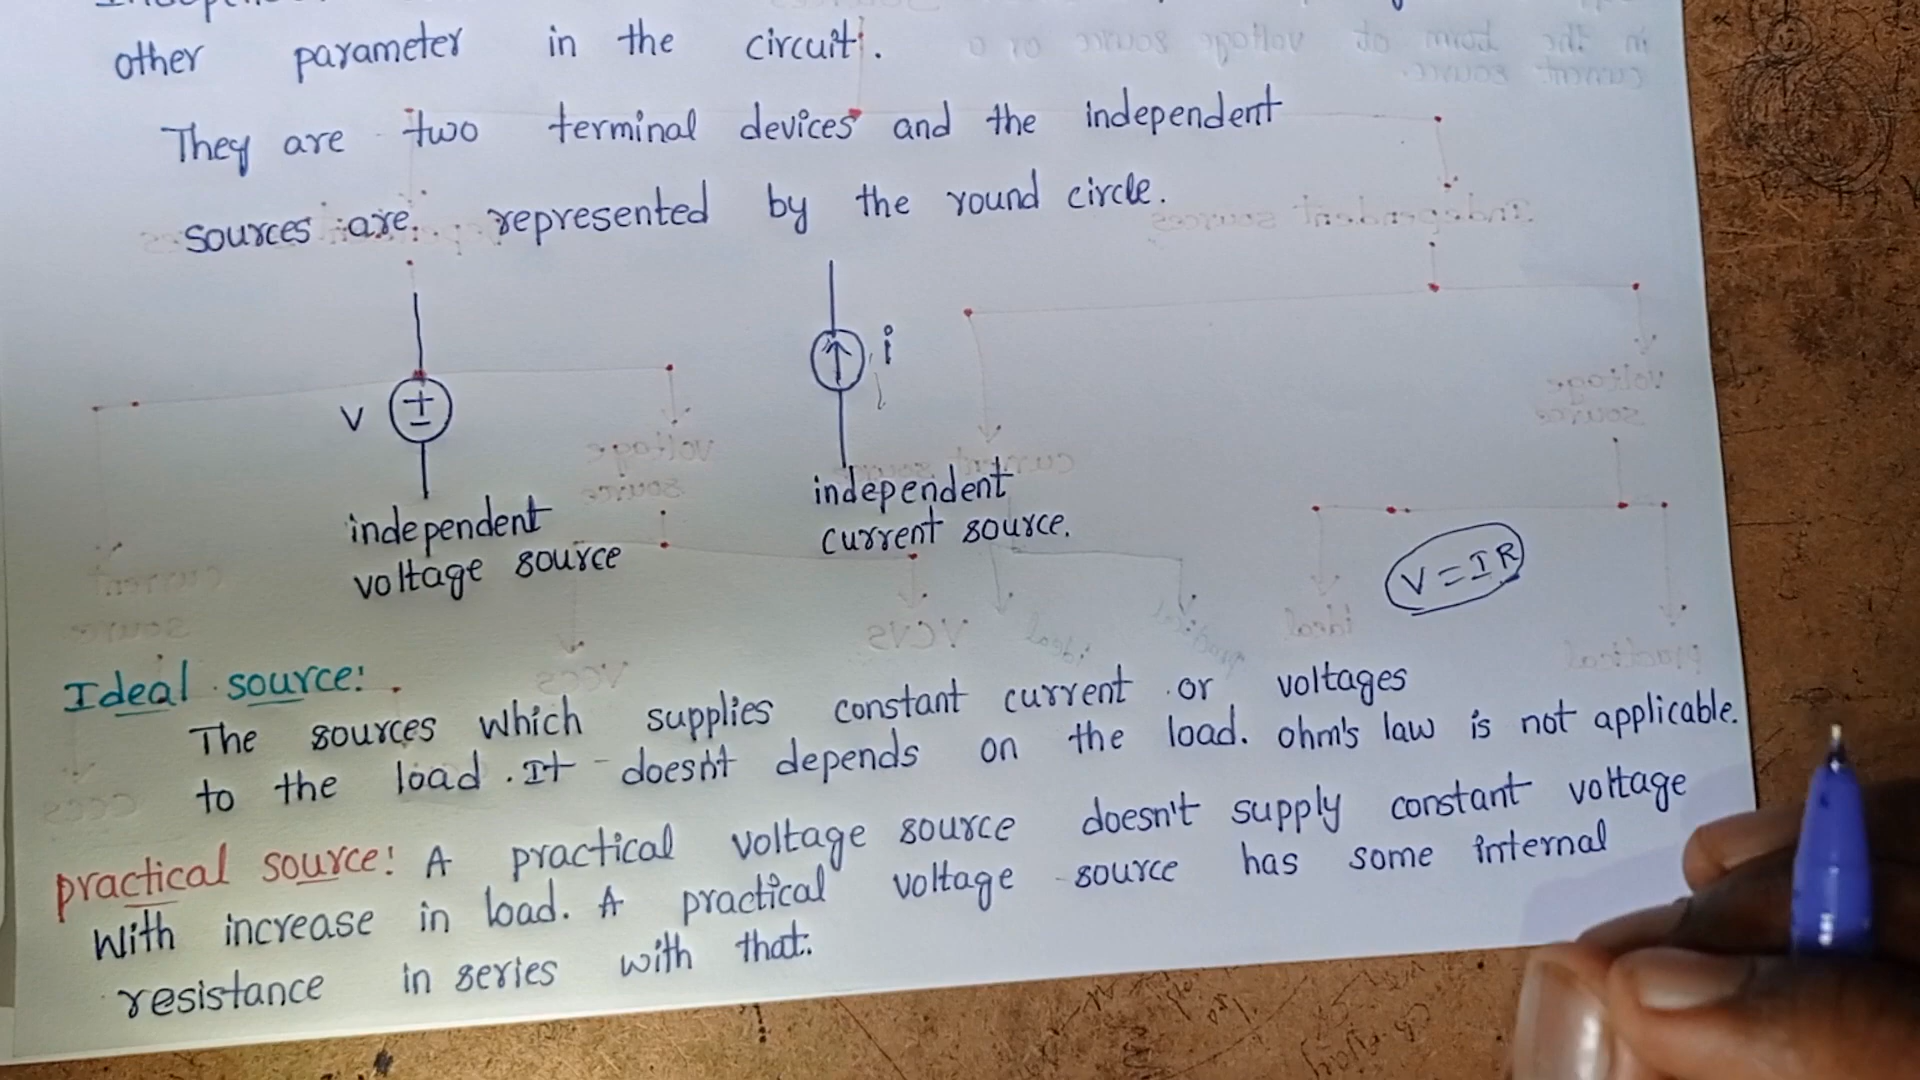 other parameter in the circuit.
They are two terminal devices and the independent
sources are represented by the round circle.
V + -
i
independent
voltage source
independent
current source.
V = IR
Ideal source:
The sources which supplies constant current or voltages
to the load. It doesn't depends on the load. ohm's law is not applicable.
practical source: A practical voltage source doesn't supply constant voltage
With increase in load. A practical voltage source has some internal
resistance in series with that.